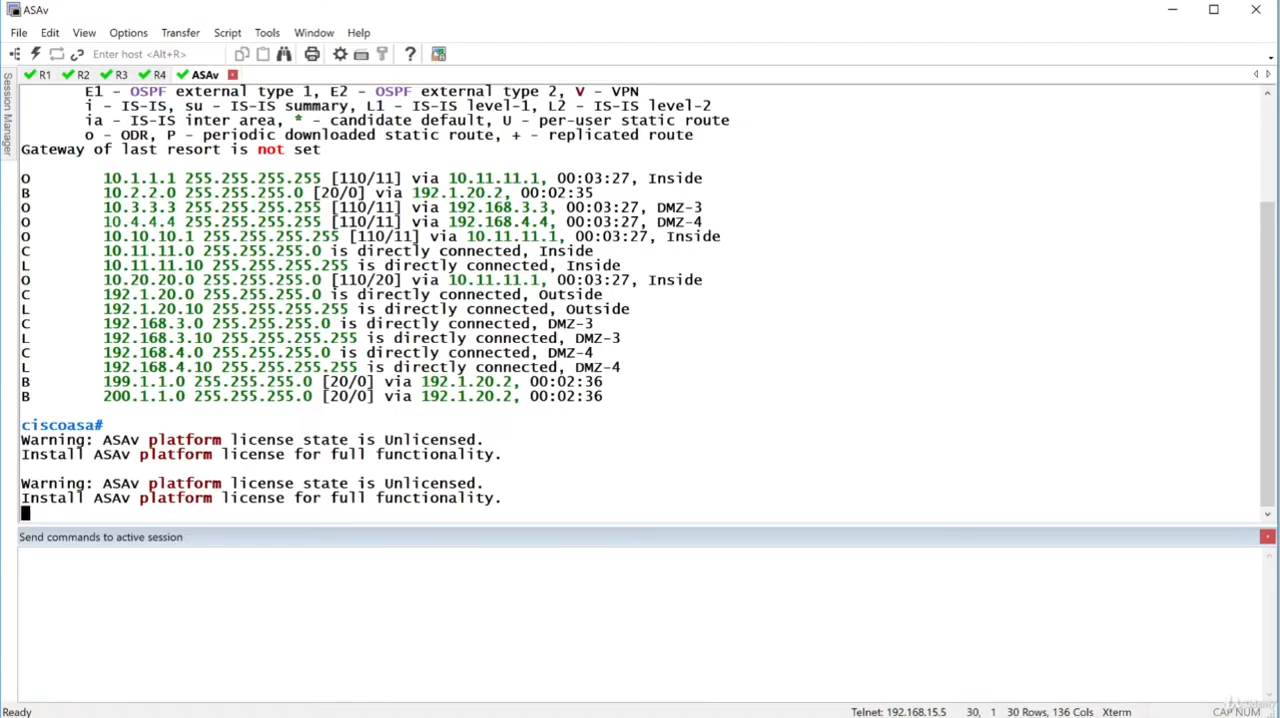 ASAv
File Edit View Options Transfer Script Tools Window Help
Enter host <Alt+R>
R1 R2 R3 R4 ASAv
Session Manager
E1 - OSPF external type 1, E2 - OSPF external type 2, V - VPN
i - IS-IS, su - IS-IS summary, L1 - IS-IS level-1, L2 - IS-IS level-2
ia - IS-IS inter area, * - candidate default, U - per-user static route
o - ODR, P - periodic downloaded static route, + - replicated route
Gateway of last resort is not set
O 10.1.1.1 255.255.255.255 [110/11] via 10.11.11.1, 00:03:27, Inside
B 10.2.2.0 255.255.255.0 [20/0] via 192.1.20.2, 00:02:35
O 10.3.3.3 255.255.255.255 [110/11] via 192.168.3.3, 00:03:27, DMZ-3
O 10.4.4.4 255.255.255.255 [110/11] via 192.168.4.4, 00:03:27, DMZ-4
O 10.10.10.1 255.255.255.255 [110/11] via 10.11.11.1, 00:03:27, Inside
C 10.11.11.0 255.255.255.0 is directly connected, Inside
L 10.11.11.10 255.255.255.255 is directly connected, Inside
O 10.20.20.0 255.255.255.0 [110/20] via 10.11.11.1, 00:03:27, Inside
C 192.1.20.0 255.255.255.0 is directly connected, Outside
L 192.1.20.10 255.255.255.255 is directly connected, Outside
C 192.168.3.0 255.255.255.0 is directly connected, DMZ-3
L 192.168.3.10 255.255.255.255 is directly connected, DMZ-3
C 192.168.4.0 255.255.255.0 is directly connected, DMZ-4
L 192.168.4.10 255.255.255.255 is directly connected, DMZ-4
B 199.1.1.0 255.255.255.0 [20/0] via 192.1.20.2, 00:02:36
B 200.1.1.0 255.255.255.0 [20/0] via 192.1.20.2, 00:02:36
ciscoasa#
Warning: ASAv platform license state is Unlicensed.
Install ASAv platform license for full functionality.
Warning: ASAv platform license state is Unlicensed.
Install ASAv platform license for full functionality.
Send commands to active session
Ready Telnet: 192.168.15.5 30, 1 30 Rows, 136 Cols Xterm CAP NUM
Udemy